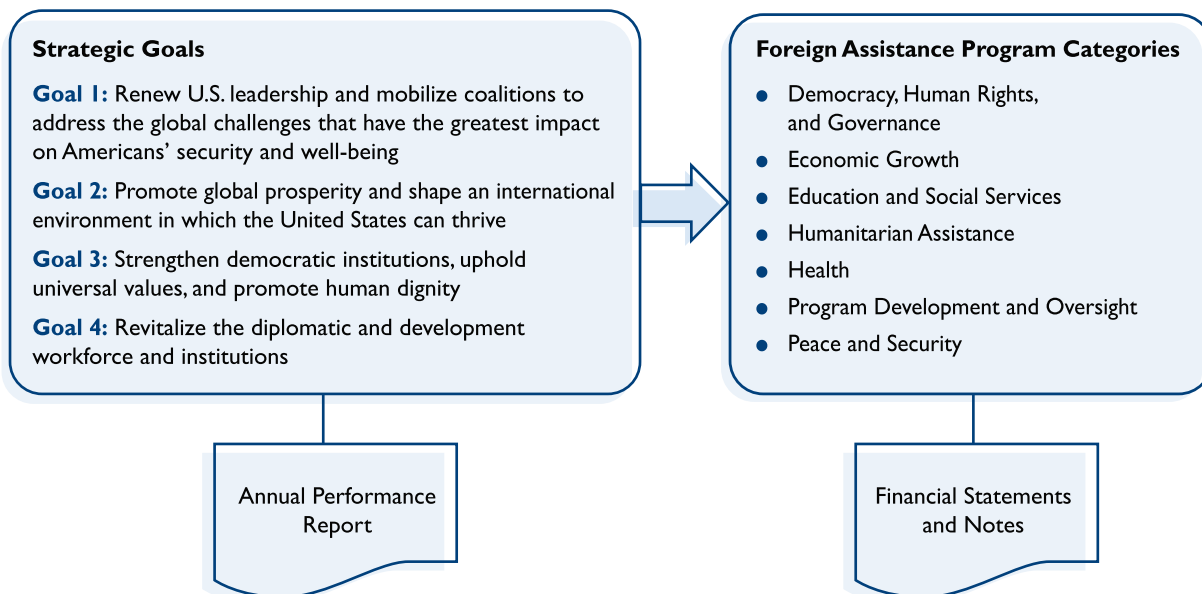 Strategic Goals
Goal 1: Renew U.S. leadership and mobilize coalitions to
address the global challenges that have the greatest impact
on Americans’ security and well-being
Goal 2: Promote global prosperity and shape an international
environment in which the United States can thrive
Goal 3: Strengthen democratic institutions, uphold
universal values, and promote human dignity
Goal 4: Revitalize the diplomatic and development
workforce and institutions
Foreign Assistance Program Categories
● Democracy, Human Rights,
and Governance
● Economic Growth
● Education and Social Services
● Humanitarian Assistance
● Health
● Program Development and Oversight
● Peace and Security
Annual Performance
Report
Financial Statements
and Notes